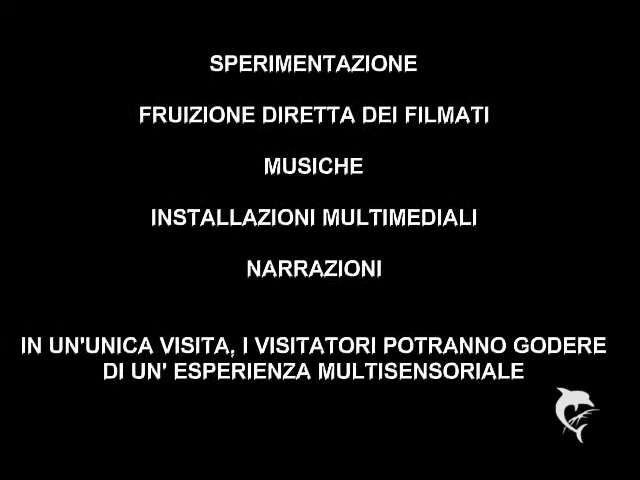 SPERIMENTAZIONE
FRUIZIONE DIRETTA DEI FILMATI
MUSICHE
INSTALLAZIONI MULTIMEDIALI
NARRAZIONI
IN UN'UNICA VISITA, I VISITATORI POTRANNO GODERE
DI UN' ESPERIENZA MULTISENSORIALE